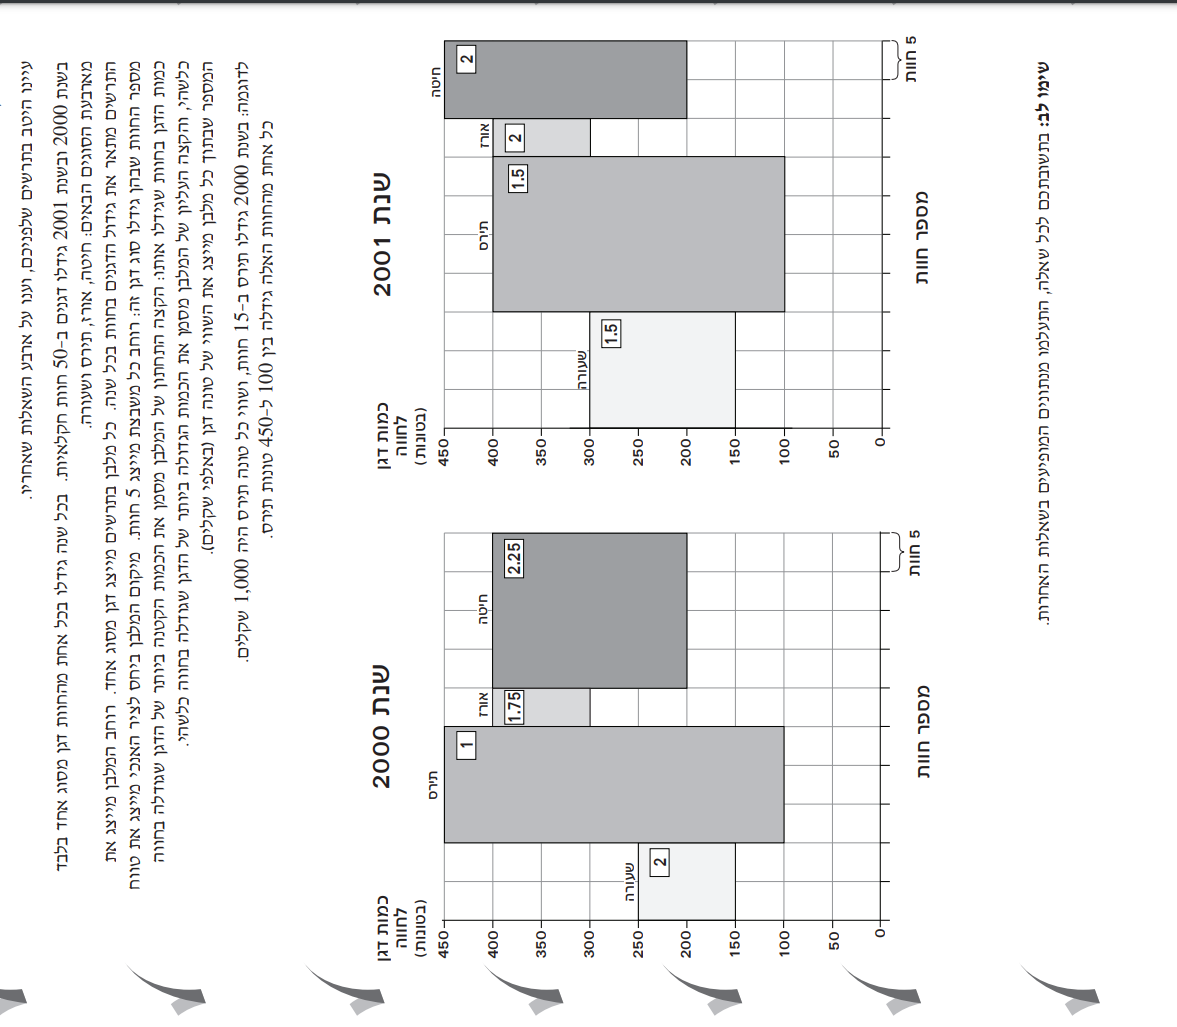 עיינו היטב בתרשים שלפניכם, וענו על ארבע השאלות שאחריו.
בשנת 2000 ובשנת 2001 גידלו דגנים ב-50 חוות חקלאיות. בכל שנה גידלו בכל אחת מהחוות דגן מסוג אחד בלבד
מארבעת הסוגים הבאים: חיטה, אורז, תירס ושעורה.
התרשים מתאר את גידול הדגנים בחוות בכל שנה. כל מלבן בתרשים מייצג דגן מסוג אחד. רוחב המלבן מייצג את
מספר החוות שבהן גידלו סוג דגן זה: רוחב כל משבצת מייצג 5 חוות. מיקום המלבן ביחס לציר האנכי מייצג את טווח
כמות הדגן בחוות שגידלו אותו: הקצה התחתון של המלבן מסמן את הכמות הקטנה ביותר של הדגן שגודלה בחווה
כלשהי, והקצה העליון של המלבן מסמן את הכמות הגדולה ביותר של הדגן שגודלה בחווה כלשהי.
המספר שבתוך כל מלבן מייצג את השווי של טונה דגן (באלפי שקלים).
לדוגמה: בשנת 2000 גידלו תירס ב-15 חוות, ושווי כל טונה תירס היה 1,000 שקלים.
כל אחת מהחוות האלה גידלה בין 100 ל-450 טונות תירס.
שנת 2001
כמות דגן
לחווה
(בטונות)
450
400
350
300
250
200
150
100
50
0
שעורה
1.5
תירס
1.5
אורז
2
חיטה
2
5 חוות
מספר חוות
שנת 2000
כמות דגן
לחווה
(בטונות)
450
400
350
300
250
200
150
100
50
0
שעורה
2
תירס
1
אורז
1.75
חיטה
2.25
5 חוות
מספר חוות
שימו לב: בתשובתכם לכל שאלה, התעלמו מנתונים המופיעים בשאלות האחרות.